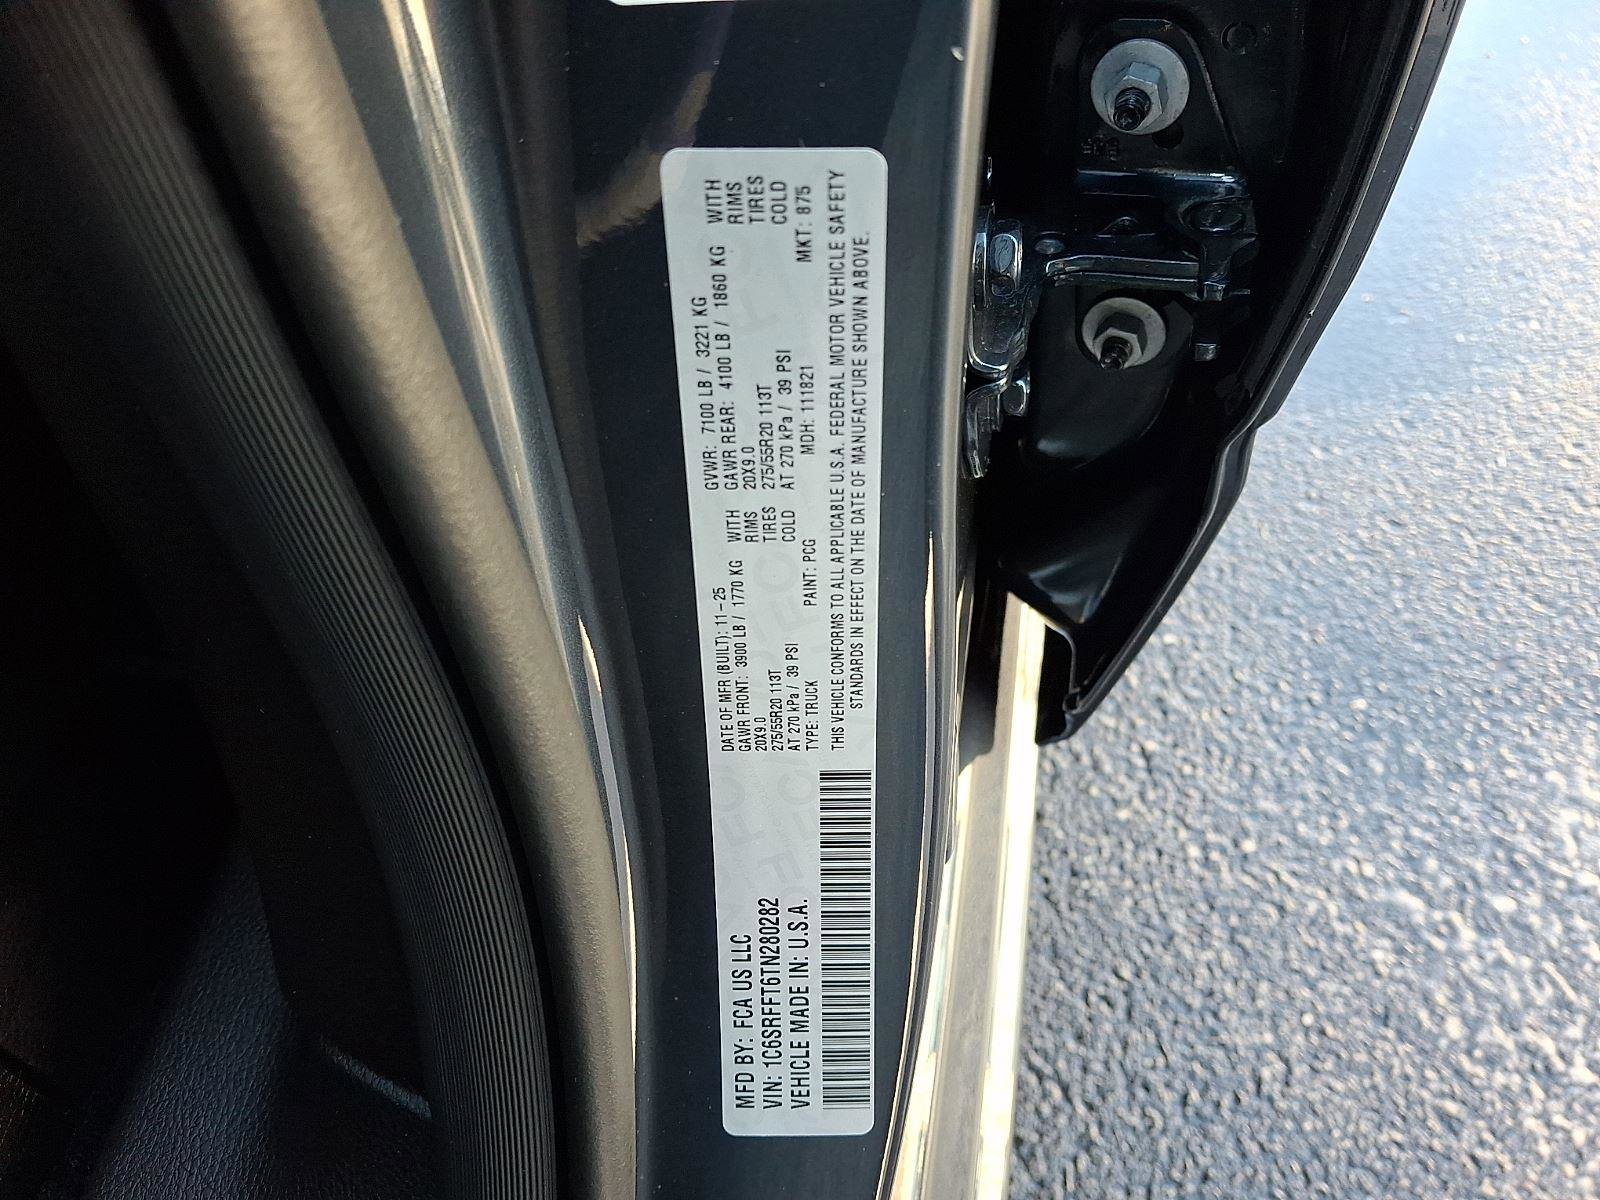 MFD BY: FCA US LLC
VIN: 1C6SRFFT6TN280282
VEHICLE MADE IN: U.S.A.
DATE OF MFR (BUILT): 11-25 GVWR: 7100 LB / 3221 KG
GAWR FRONT: 3900 LB / 1770 KG WITH GAWR REAR: 4100 LB / 1860 KG WITH
20X9.0 RIMS 20X9.0 RIMS
275/55R20 113T TIRES 275/55R20 113T TIRES
AT 270 kPa / 39 PSI COLD AT 270 kPa / 39 PSI COLD
TYPE: TRUCK PAINT: PCG MDH: 111821 MKT: 875
THIS VEHICLE CONFORMS TO ALL APPLICABLE U.S.A. FEDERAL MOTOR VEHICLE SAFETY
STANDARDS IN EFFECT ON THE DATE OF MANUFACTURE SHOWN ABOVE.